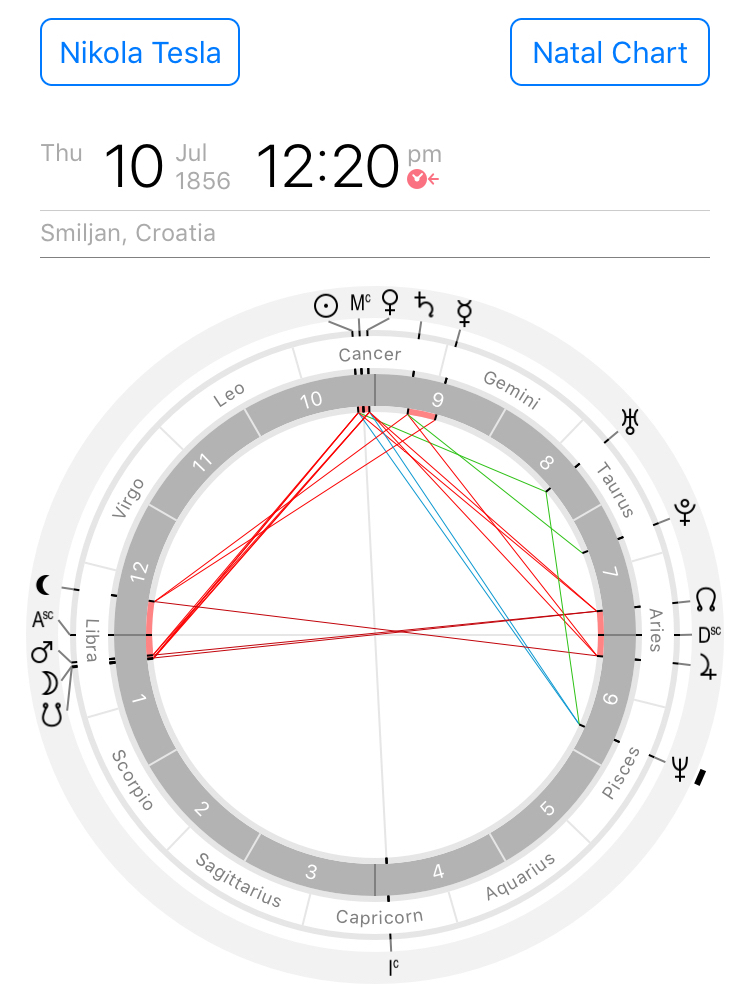 Nikola Tesla
Natal Chart
Thu 10 Jul 1856 12:20 pm
Smiljan, Croatia
Mc
Cancer
Leo
Gemini
10
9
11
8
Virgo
Taurus
12
7
Asc
Libra
Aries
Dsc
1
6
Scorpio
Pisces
2
5
3
4
Sagittarius
Aquarius
Capricorn
Ic